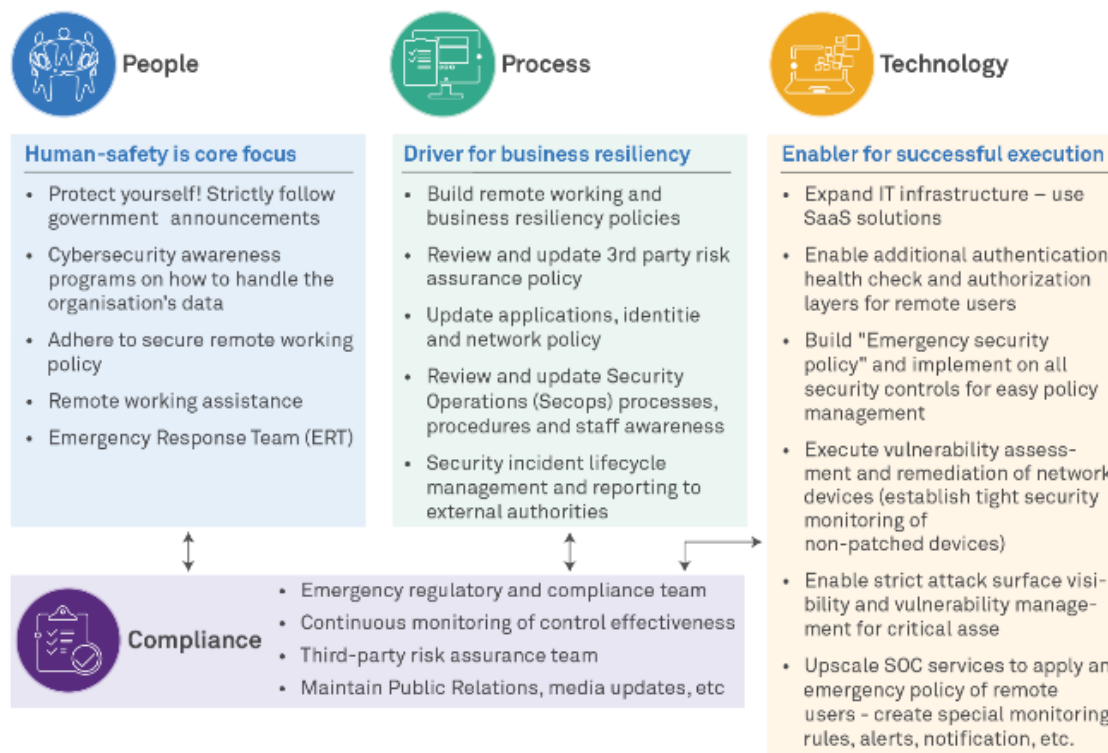 People
Human-safety is core focus
• Protect yourself! Strictly follow
government announcements
• Cybersecurity awareness
programs on how to handle the
organisation's data
• Adhere to secure remote working
policy
• Remote working assistance
• Emergency Response Team (ERT)
Process
Driver for business resiliency
• Build remote working and
business resiliency policies
• Review and update 3rd party risk
assurance policy
• Update applications, identitie
and network policy
• Review and update Security
Operations (Secops) processes,
procedures and staff awareness
• Security incident lifecycle
management and reporting to
external authorities
Technology
Enabler for successful execution
• Expand IT infrastructure – use
SaaS solutions
• Enable additional authentication
health check and authorization
layers for remote users
• Build "Emergency security
policy" and implement on all
security controls for easy policy
management
• Execute vulnerability assess-
ment and remediation of network
devices (establish tight security
monitoring of
non-patched devices)
• Enable strict attack surface visi-
bility and vulnerability manage-
ment for critical asse
• Upscale SOC services to apply an
emergency policy of remote
users - create special monitoring
rules, alerts, notification, etc.
Compliance
• Emergency regulatory and compliance team
• Continuous monitoring of control effectiveness
• Third-party risk assurance team
• Maintain Public Relations, media updates, etc